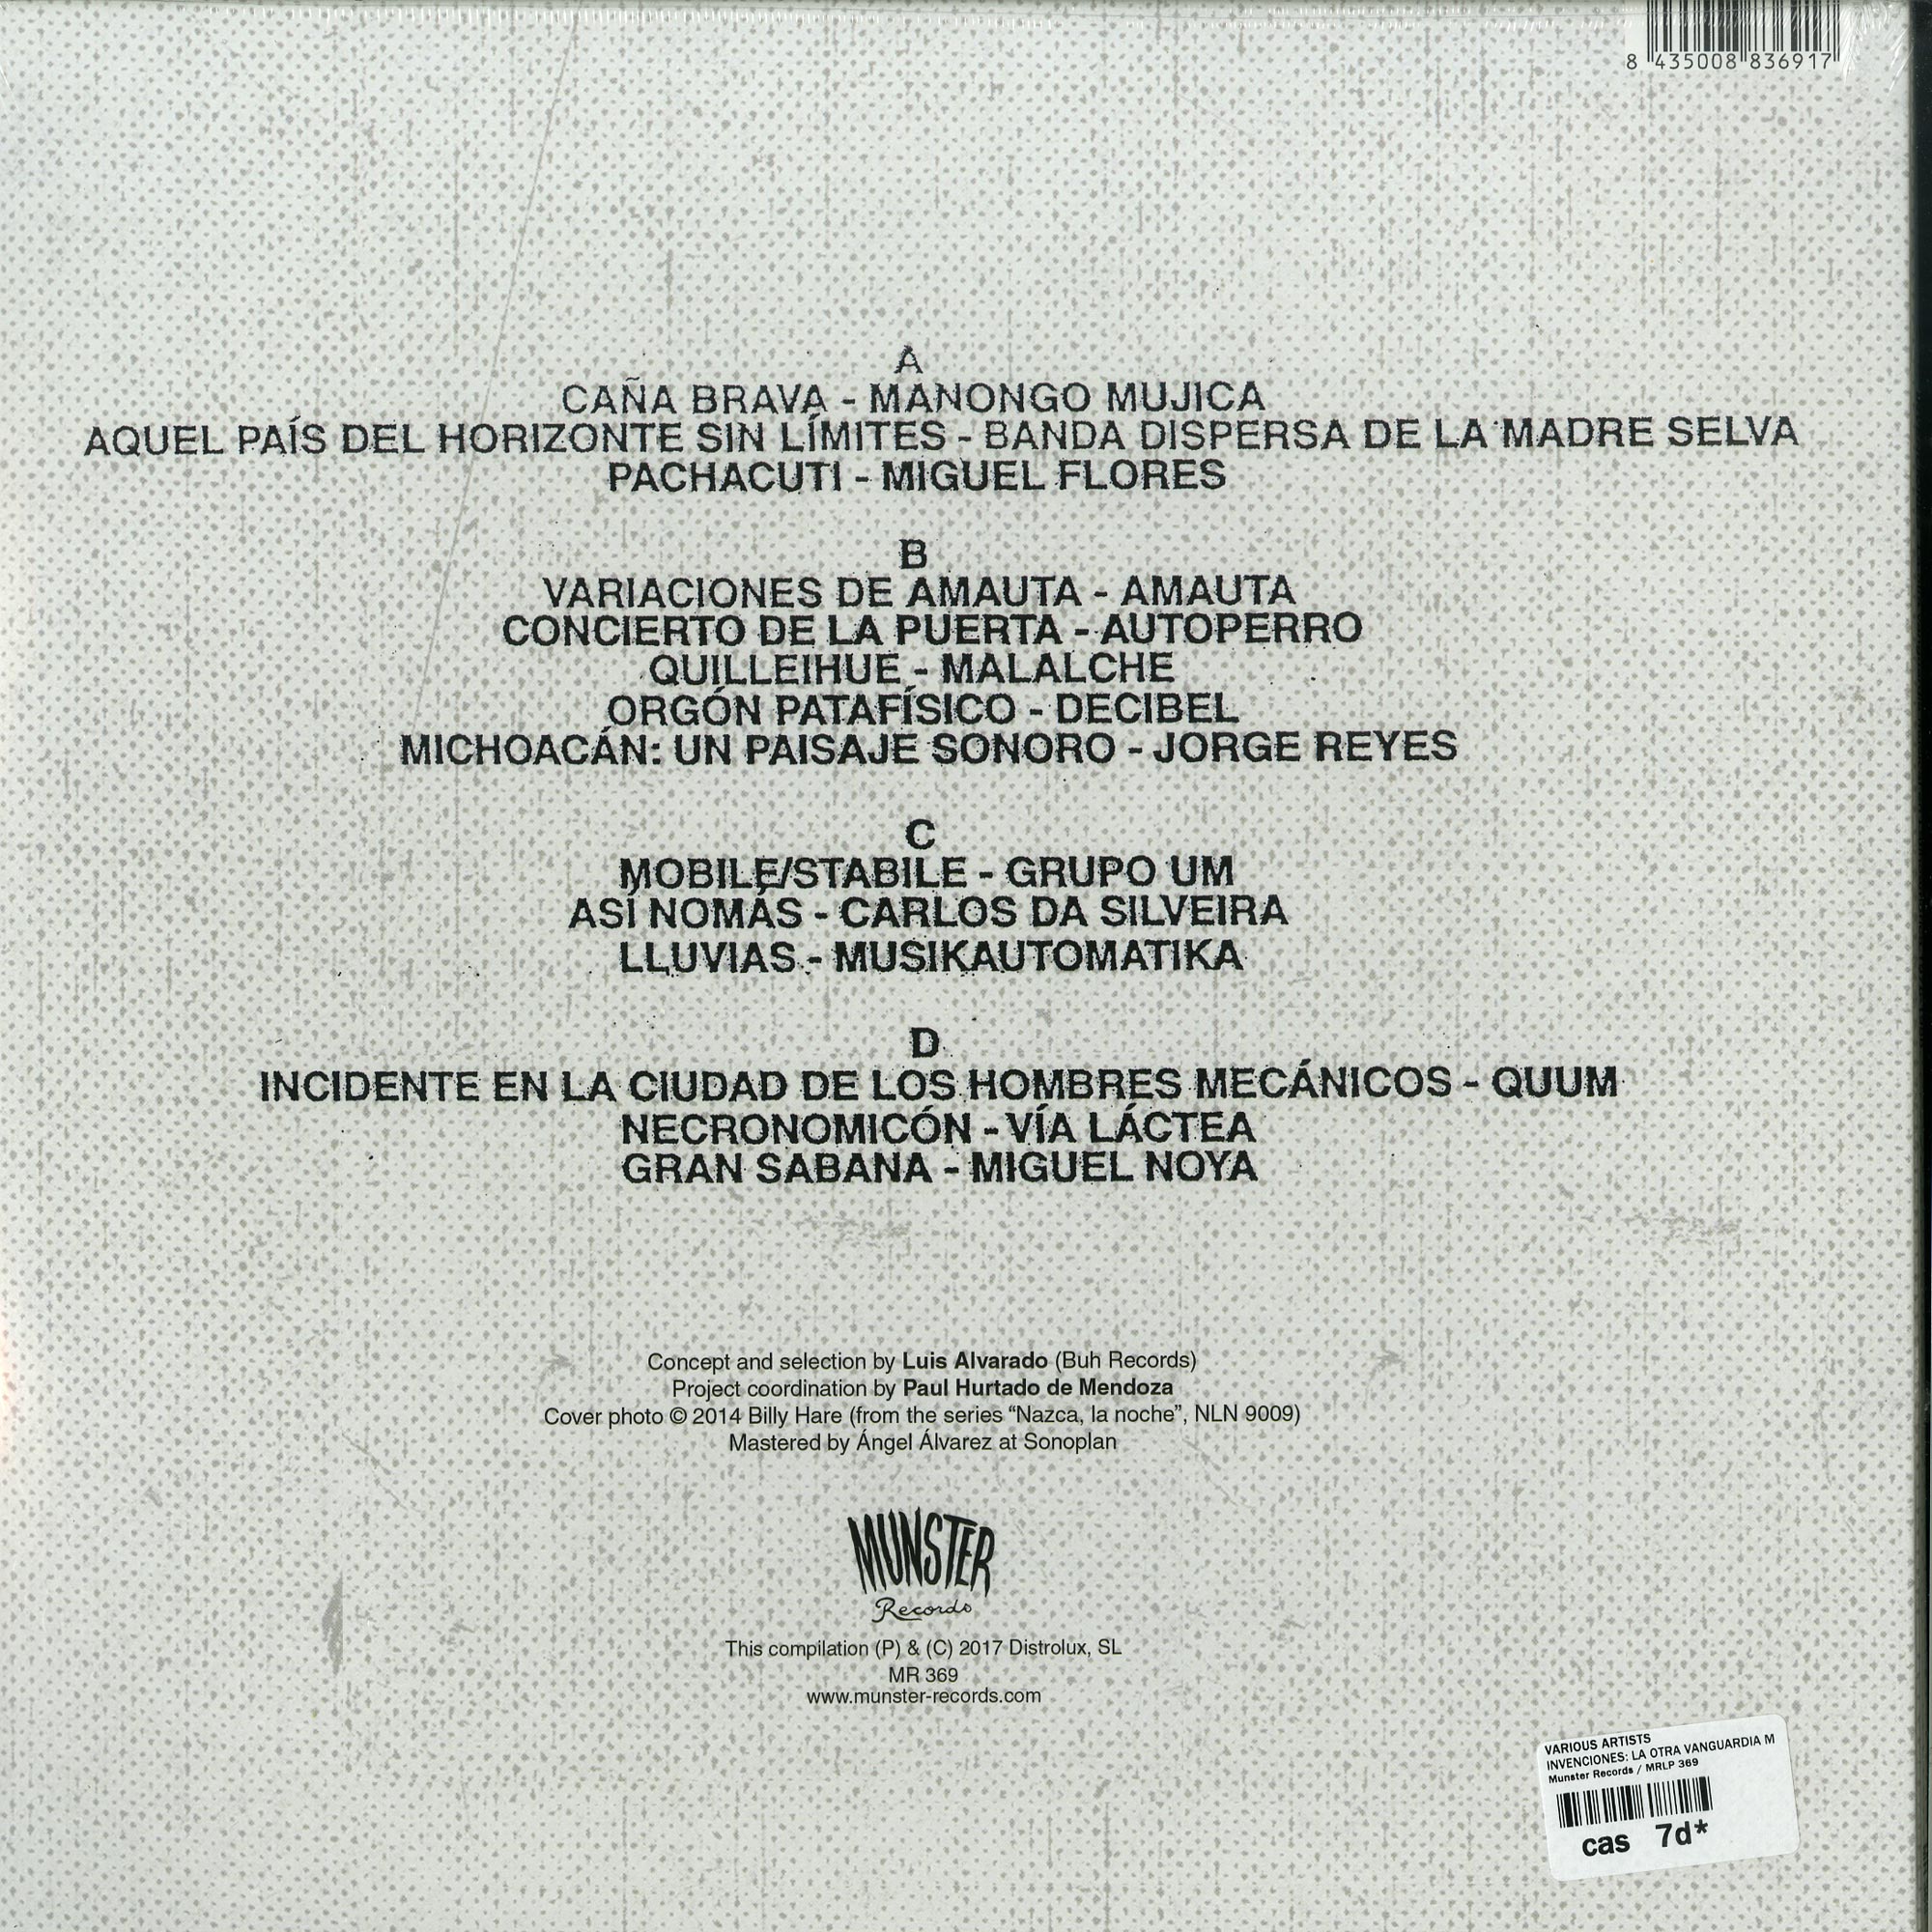 8 435008 836917
A
CAÑA BRAVA - MANONGO MUJICA
AQUEL PAÍS DEL HORIZONTE SIN LÍMITES - BANDA DISPERSA DE LA MADRE SELVA
PACHACUTI - MIGUEL FLORES
B
VARIACIONES DE AMAUTA - AMAUTA
CONCIERTO DE LA PUERTA - AUTOPERRO
QUILLEIHUE - MALALCHE
ORGÓN PATAFÍSICO - DECIBEL
MICHOACÁN: UN PAISAJE SONORO - JORGE REYES
C
MOBILE/STABILE - GRUPO UM
ASÍ NOMÁS - CARLOS DA SILVEIRA
LLUVIAS - MUSIKAUTOMATIKA
D
INCIDENTE EN LA CIUDAD DE LOS HOMBRES MECÁNICOS - QUUM
NECRONOMICÓN - VÍA LÁCTEA
GRAN SABANA - MIGUEL NOYA
Concept and selection by Luis Alvarado (Buh Records)
Project coordination by Paul Hurtado de Mendoza
Cover photo © 2014 Billy Hare (from the series “Nazca, la noche”, NLN 9009)
Mastered by Ángel Álvarez at Sonoplan
MUNSTER
Records
This compilation (P) & (C) 2017 Distrolux, SL
MR 369
www.munster-records.com
VARIOUS ARTISTS
INVENCIONES: LA OTRA VANGUARDIA M
Munster Records / MRLP 369
cas 7d*